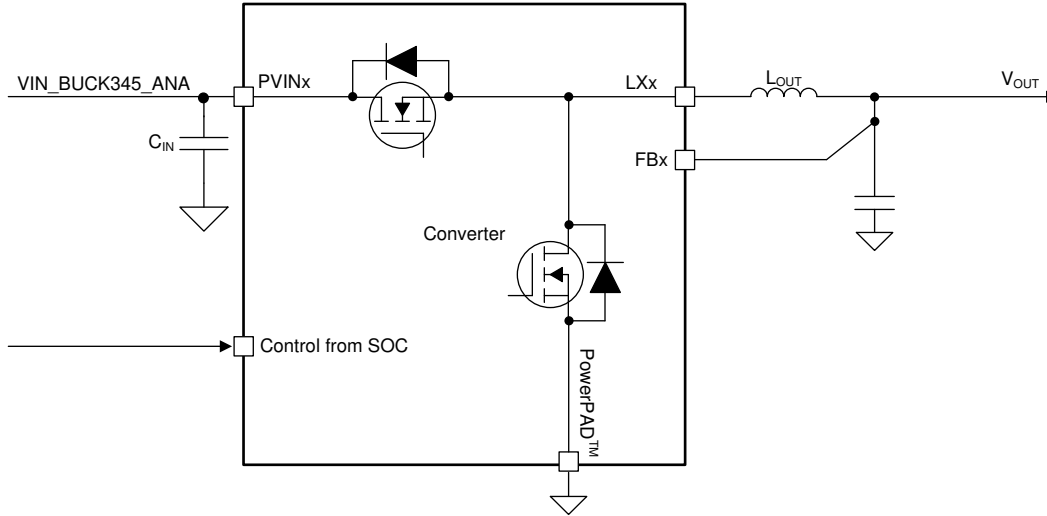 VIN_BUCK345_ANA
PVINx
LXx
LOUT
VOUT
CIN
FBx
Converter
Control from SOC
PowerPAD™